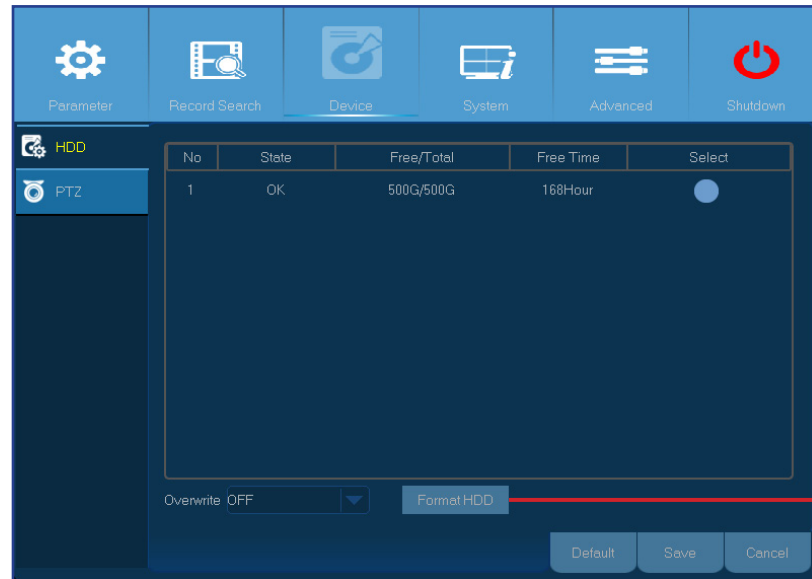 Parameter Record Search Device System Advanced Shutdown
HDD
PTZ
No State Free/Total Free Time Select
1 OK 500G/500G 168Hour
Overwrite OFF Format HDD
Default Save Cancel